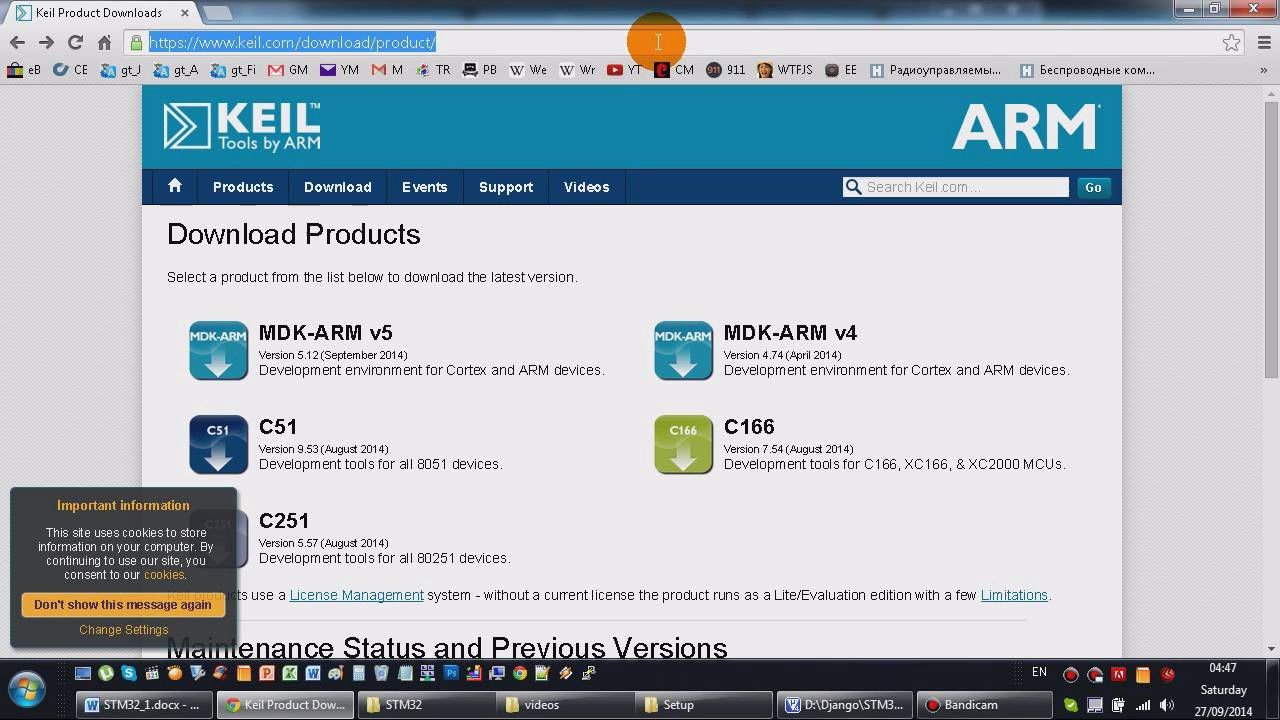 Keil Product Downloads
https://www.keil.com/download/product/
eB CE gt_I gt_A gt_Fi GM YM M TR PB We Wr YT CM 911 WTFJS EE Радиоуправляемы... Беспроводные ком... »
KEIL™
Tools by ARM
ARM®
Products Download Events Support Videos Search Keil.com... Go
Download Products
Select a product from the list below to download the latest version.
MDK-ARM
MDK-ARM v5
Version 5.12 (September 2014)
Development environment for Cortex and ARM devices.
MDK-ARM
MDK-ARM v4
Version 4.74 (April 2014)
Development environment for Cortex and ARM devices.
C51
C51
Version 9.53 (August 2014)
Development tools for all 8051 devices.
C166
C166
Version 7.54 (August 2014)
Development tools for C166, XC166, & XC2000 MCUs.
C251
C251
Version 5.57 (August 2014)
Development tools for all 80251 devices.
Keil products use a License Management system - without a current license the product runs as a Lite/Evaluation edition with a few Limitations.
Maintenance Status and Previous Versions
Important information
This site uses cookies to store
information on your computer. By
continuing to use our site, you
consent to our cookies.
Don't show this message again
Change Settings
EN
04:47
Saturday
27/09/2014
STM32_1.docx - ... Keil Product Dow... STM32 videos Setup D:\Django\STM3... Bandicam